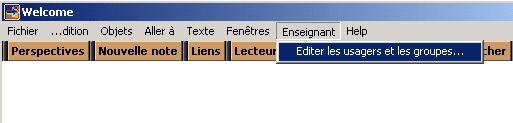 Welcome
Fichier ...dition Objets Aller à Texte Fenêtres Enseignant Help
Perspectives Nouvelle note Liens Lecteur cher
Editer les usagers et les groupes...